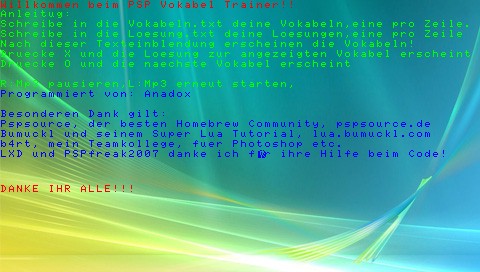 Willkommen beim PSP Vokabel Trainer!!
Anleitug:
Schreibe in die Vokabeln.txt deine Vokabeln,eine pro Zeile.
Schreibe in die Loesung.txt deine Loesungen,eine pro Zeile
Nach dieser Texteinblendung erscheinen die Vokabeln!
Druecke X und die Loesung zur angezeigten Vokabel erscheint
Druecke O und die naechste Vokabel erscheint
R:Mp3 pausieren,L:Mp3 erneut starten,
Programmiert von: Anadox
Besonderen Dank gilt:
Pspsource, der besten Homebrew Community, pspsource.de
Bumuckl und seinem Super Lua Tutorial, lua.bumuckl.com
b4rt, mein Teamkollege, fuer Photoshop etc.
LXD und PSPfreak2007 danke ich für ihre Hilfe beim Code!
DANKE IHR ALLE!!!